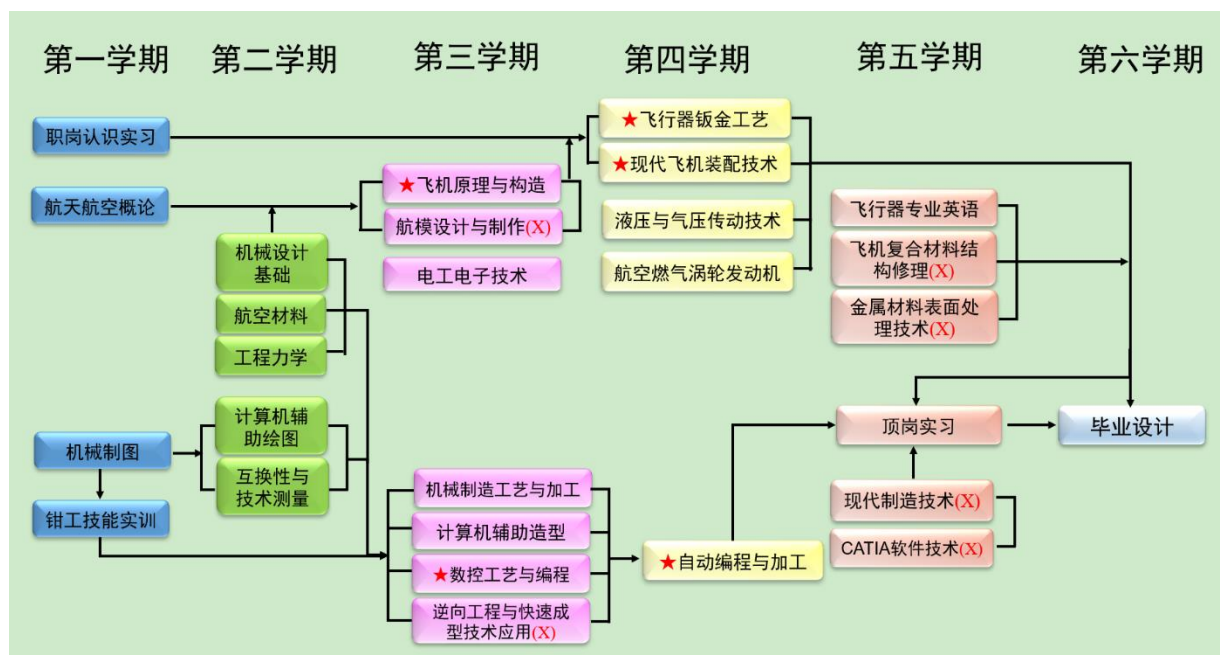 第一学期
第二学期
第三学期
第四学期
第五学期
第六学期
职岗认识实习
航天航空概论
机械制图
钳工技能实训
机械设计
基础
航空材料
工程力学
计算机辅
助绘图
互换性与
技术测量
★飞机原理与构造
航模设计与制作(X)
电工电子技术
机械制造工艺与加工
计算机辅助造型
★数控工艺与编程
逆向工程与快速成
型技术应用(X)
★飞行器钣金工艺
★现代飞机装配技术
液压与气压传动技术
航空燃气涡轮发动机
★自动编程与加工
飞行器专业英语
飞机复合材料结
构修理(X)
金属材料表面处
理技术(X)
顶岗实习
现代制造技术(X)
CATIA软件技术(X)
毕业设计